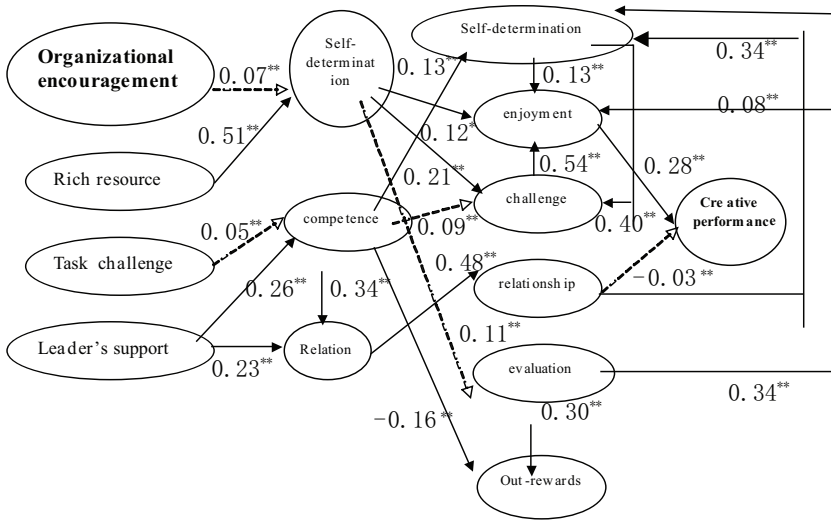 Organizational
encouragement
0.07**
Self-
determinat
ion
Self-determination
0.13**
0.34**
0.13**
Rich resource
0.51**
0.12*
enjoyment
0.08**
0.21**
0.54**
0.28**
challenge
Task challenge
0.05**
competence
0.09**
0.40**
Creative
performance
0.48**
relationship
-0.03**
0.26**
0.34**
Leader's support
0.23**
Relation
0.11**
evaluation
0.34**
-0.16**
0.30**
Out-rewards